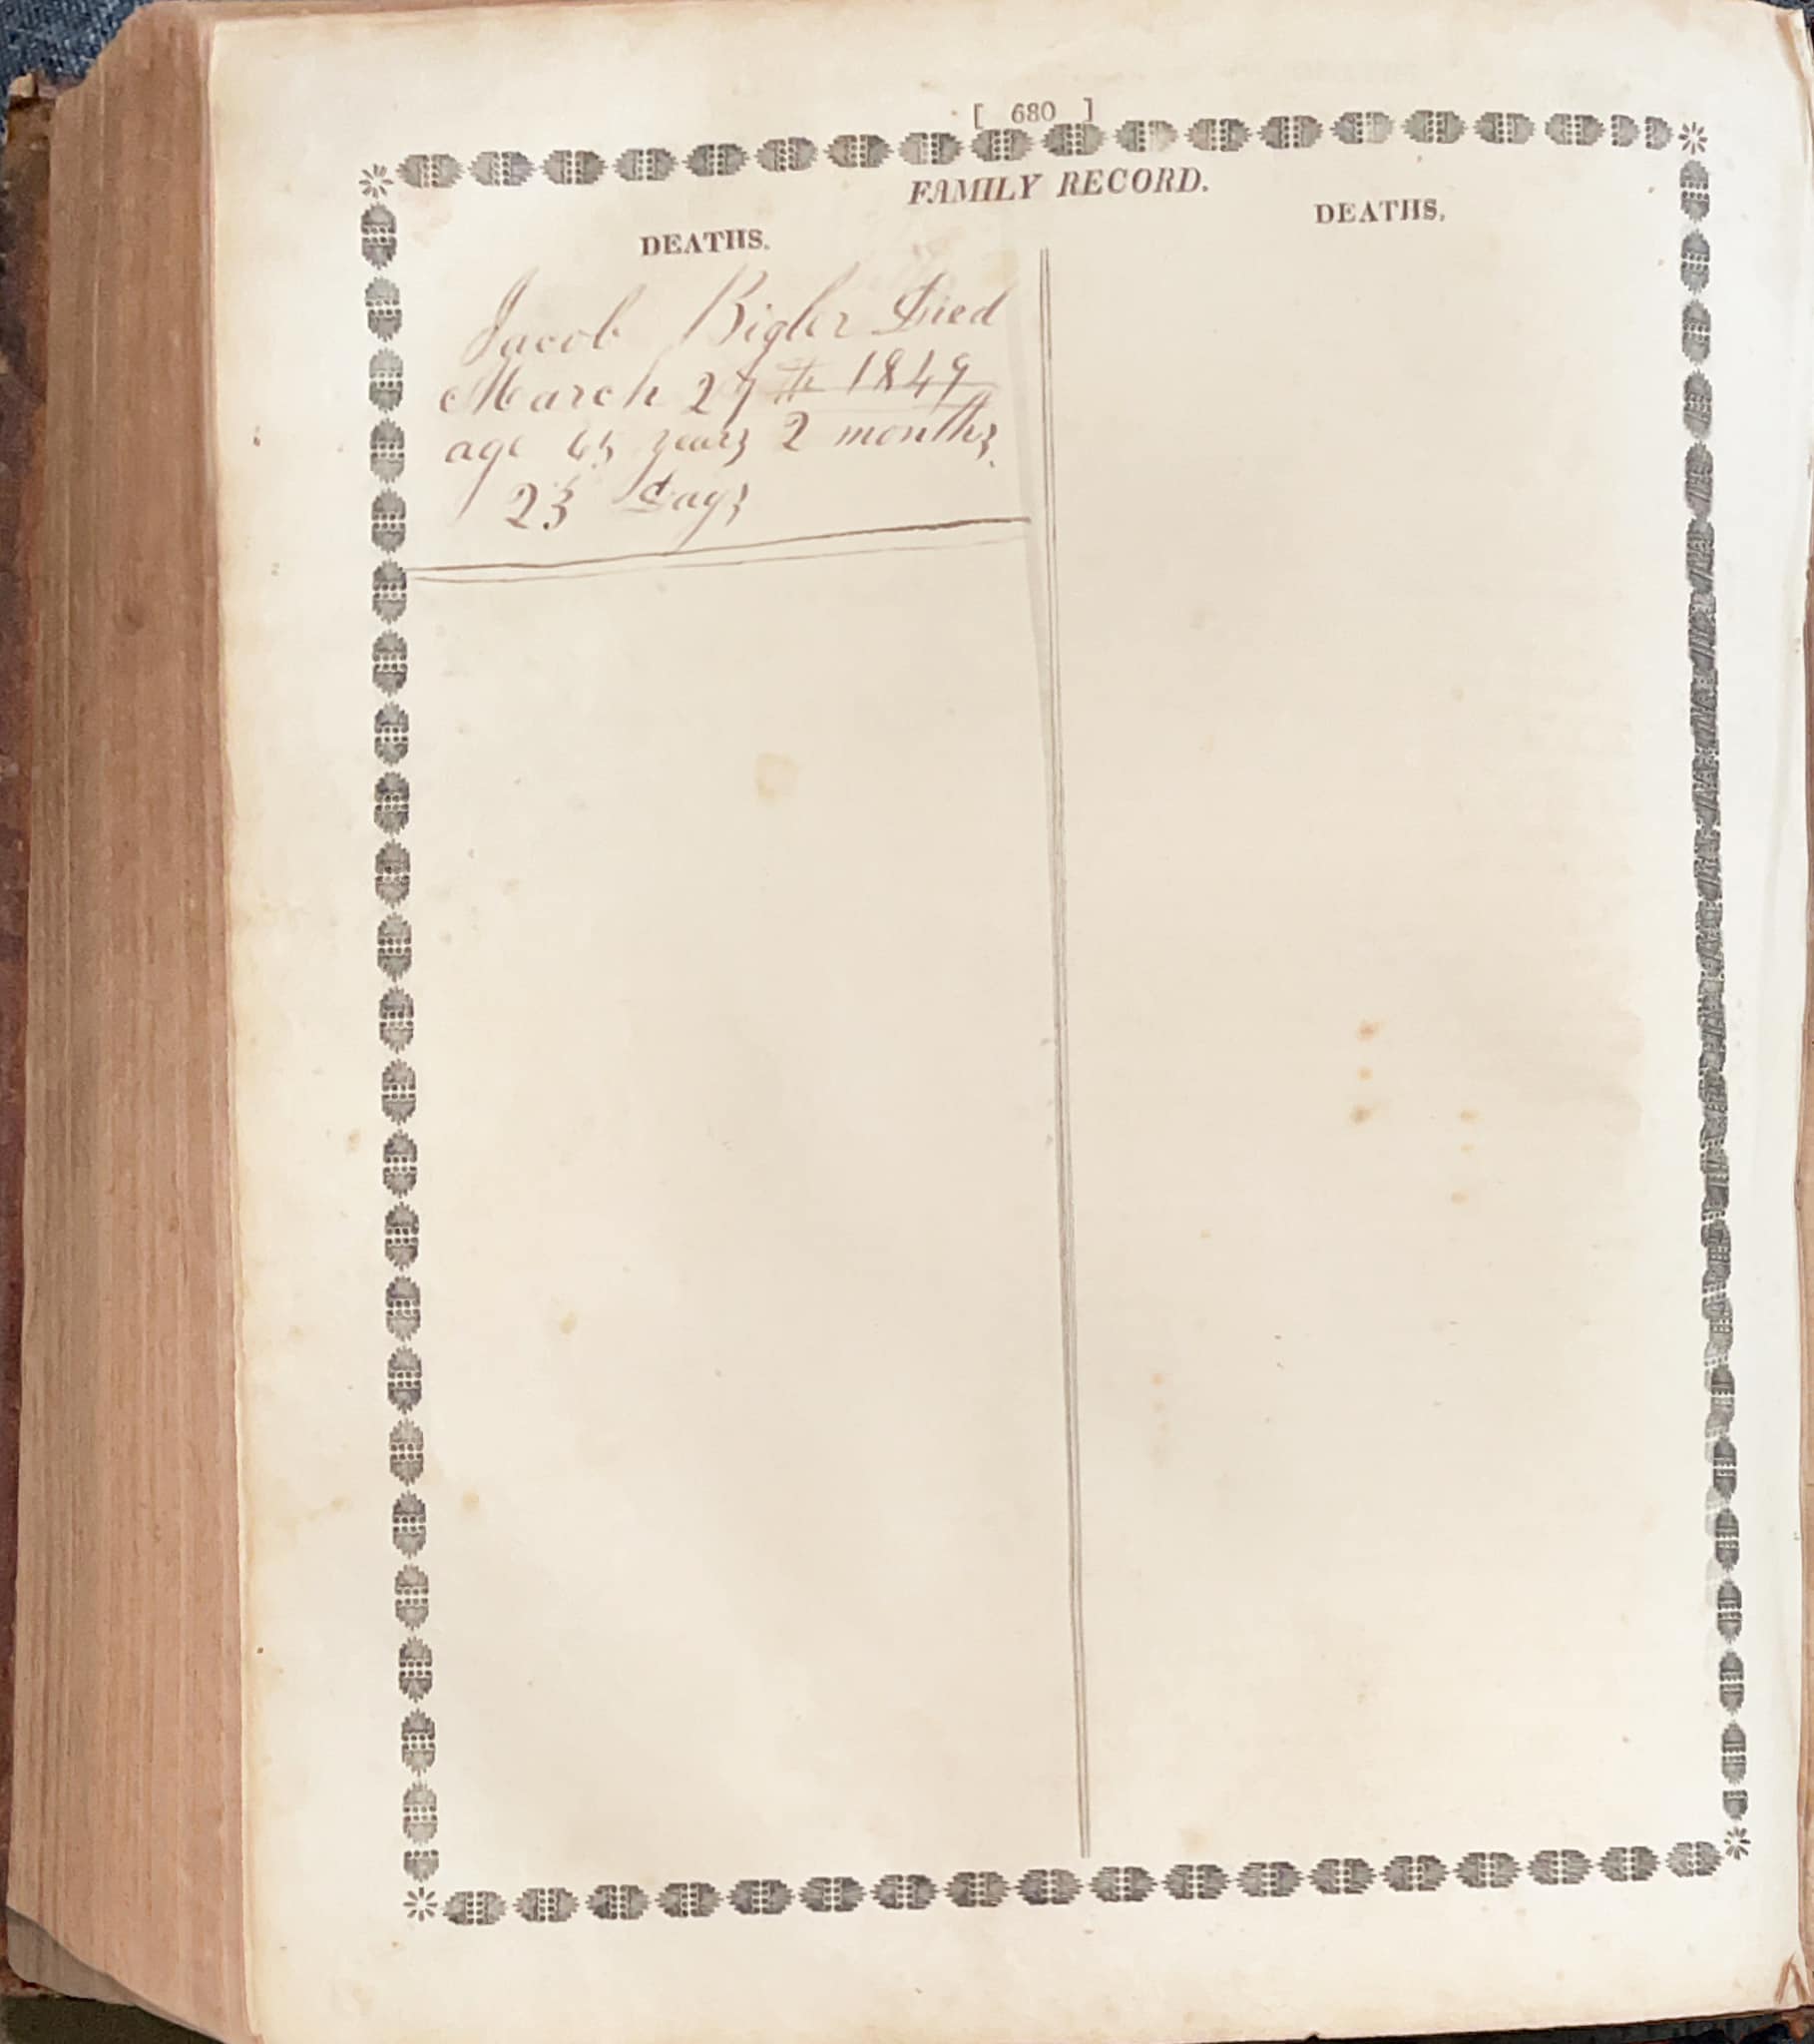 [ 680 ]
FAMILY RECORD.
DEATHS.
DEATHS.
Jacob Bigler Died
March 27th 1849
age 65 years 2 months
23 Days